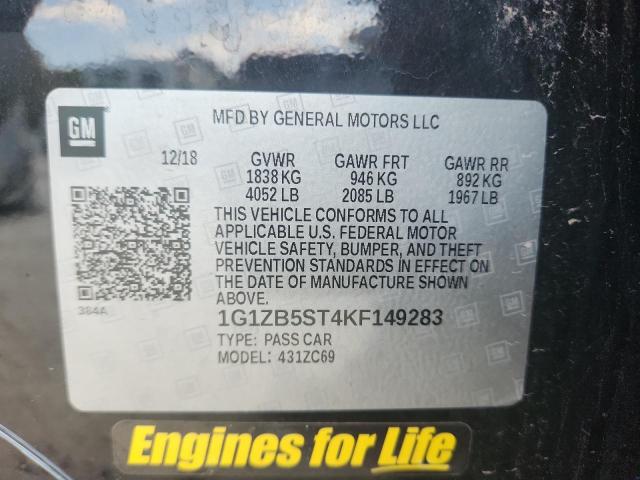 GM
MFD BY GENERAL MOTORS LLC
12/18 GVWR GAWR FRT GAWR RR
1838 KG 946 KG 892 KG
4052 LB 2085 LB 1967 LB
THIS VEHICLE CONFORMS TO ALL
APPLICABLE U.S. FEDERAL MOTOR
VEHICLE SAFETY, BUMPER, AND THEFT
PREVENTION STANDARDS IN EFFECT ON
THE DATE OF MANUFACTURE SHOWN
ABOVE.
384A
1G1ZB5ST4KF149283
TYPE: PASS CAR
MODEL: 431ZC69
Engines for Life